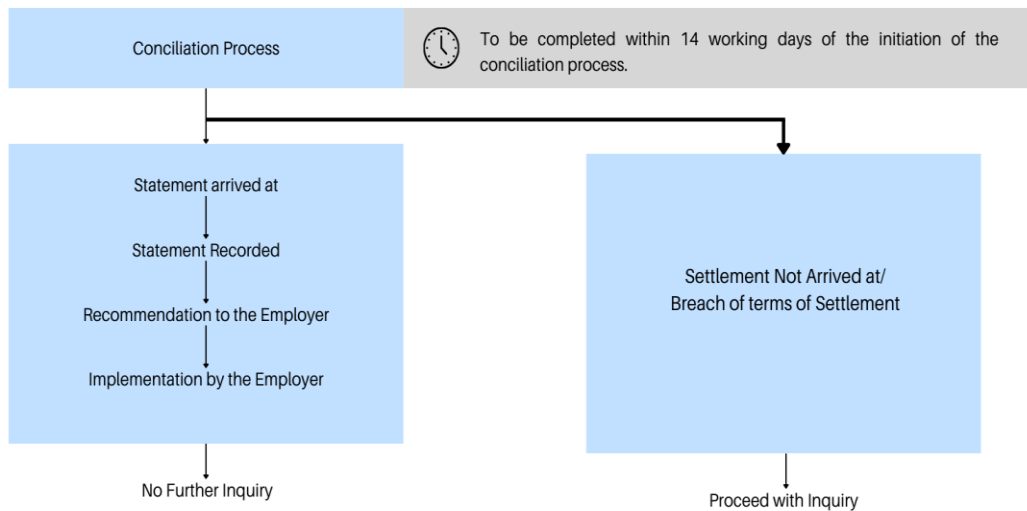 Conciliation Process
To be completed within 14 working days of the initiation of the
conciliation process.
Statement arrived at
Statement Recorded
Recommendation to the Employer
Implementation by the Employer
No Further Inquiry
Settlement Not Arrived at/
Breach of terms of Settlement
Proceed with Inquiry